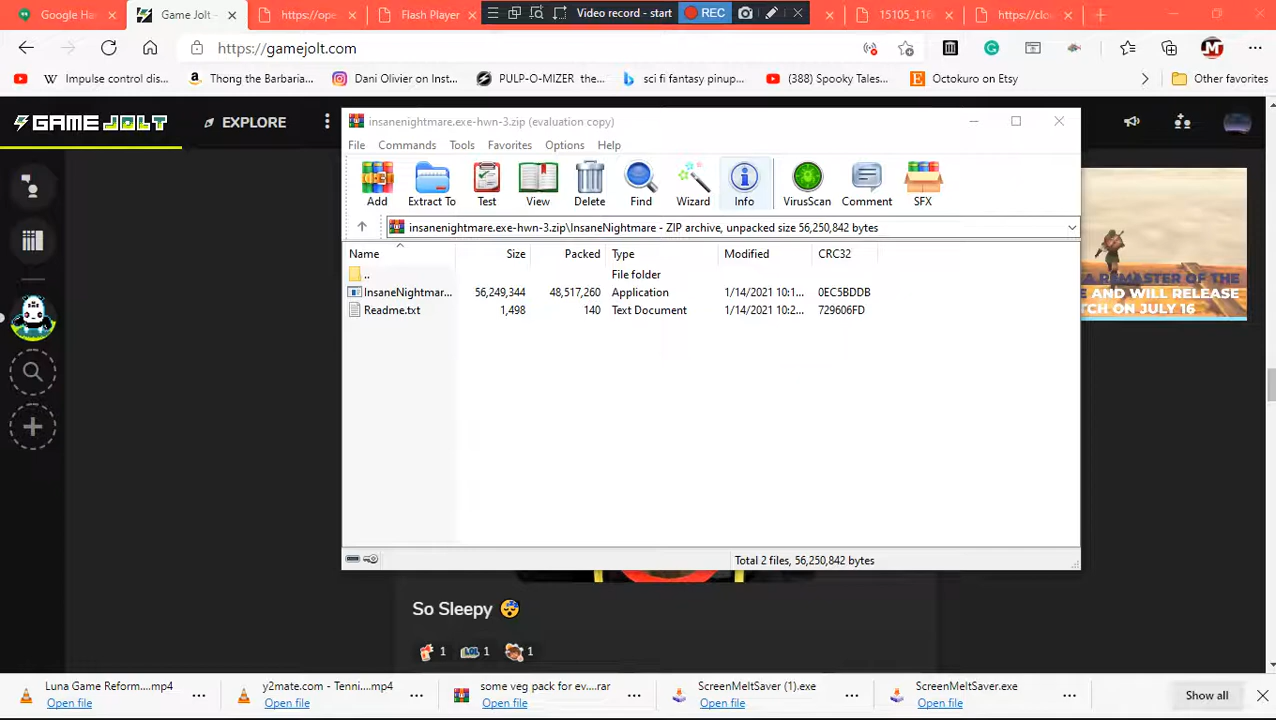 Google Ha
Game Jolt -
https://ope
Flash Player
Video record - start
REC
15105_116
https://clo
https://gamejolt.com
Impulse control dis...
Thong the Barbaria...
Dani Olivier on Inst...
PULP-O-MIZER the...
sci fi fantasy pinup...
(388) Spooky Tales...
Octokuro on Etsy
Other favorites
GAME JOLT
EXPLORE
insanenightmare.exe-hwn-3.zip (evaluation copy)
File Commands Tools Favorites Options Help
Add Extract To Test View Delete Find Wizard Info VirusScan Comment SFX
insanenightmare.exe-hwn-3.zip\InsaneNightmare - ZIP archive, unpacked size 56,250,842 bytes
Name Size Packed Type Modified CRC32
.. File folder
InsaneNightmar... 56,249,344 48,517,260 Application 1/14/2021 10:1... 0EC5BDDB
Readme.txt 1,498 140 Text Document 1/14/2021 10:2... 729606FD
A REMASTER OF THE
E AND WILL RELEASE
TCH ON JULY 16
Total 2 files, 56,250,842 bytes
So Sleepy
1 LOL 1 1
Luna Game Reform....mp4
Open file
y2mate.com - Tenni....mp4
Open file
some veg pack for ev....rar
Open file
ScreenMeltSaver (1).exe
Open file
ScreenMeltSaver.exe
Open file
Show all